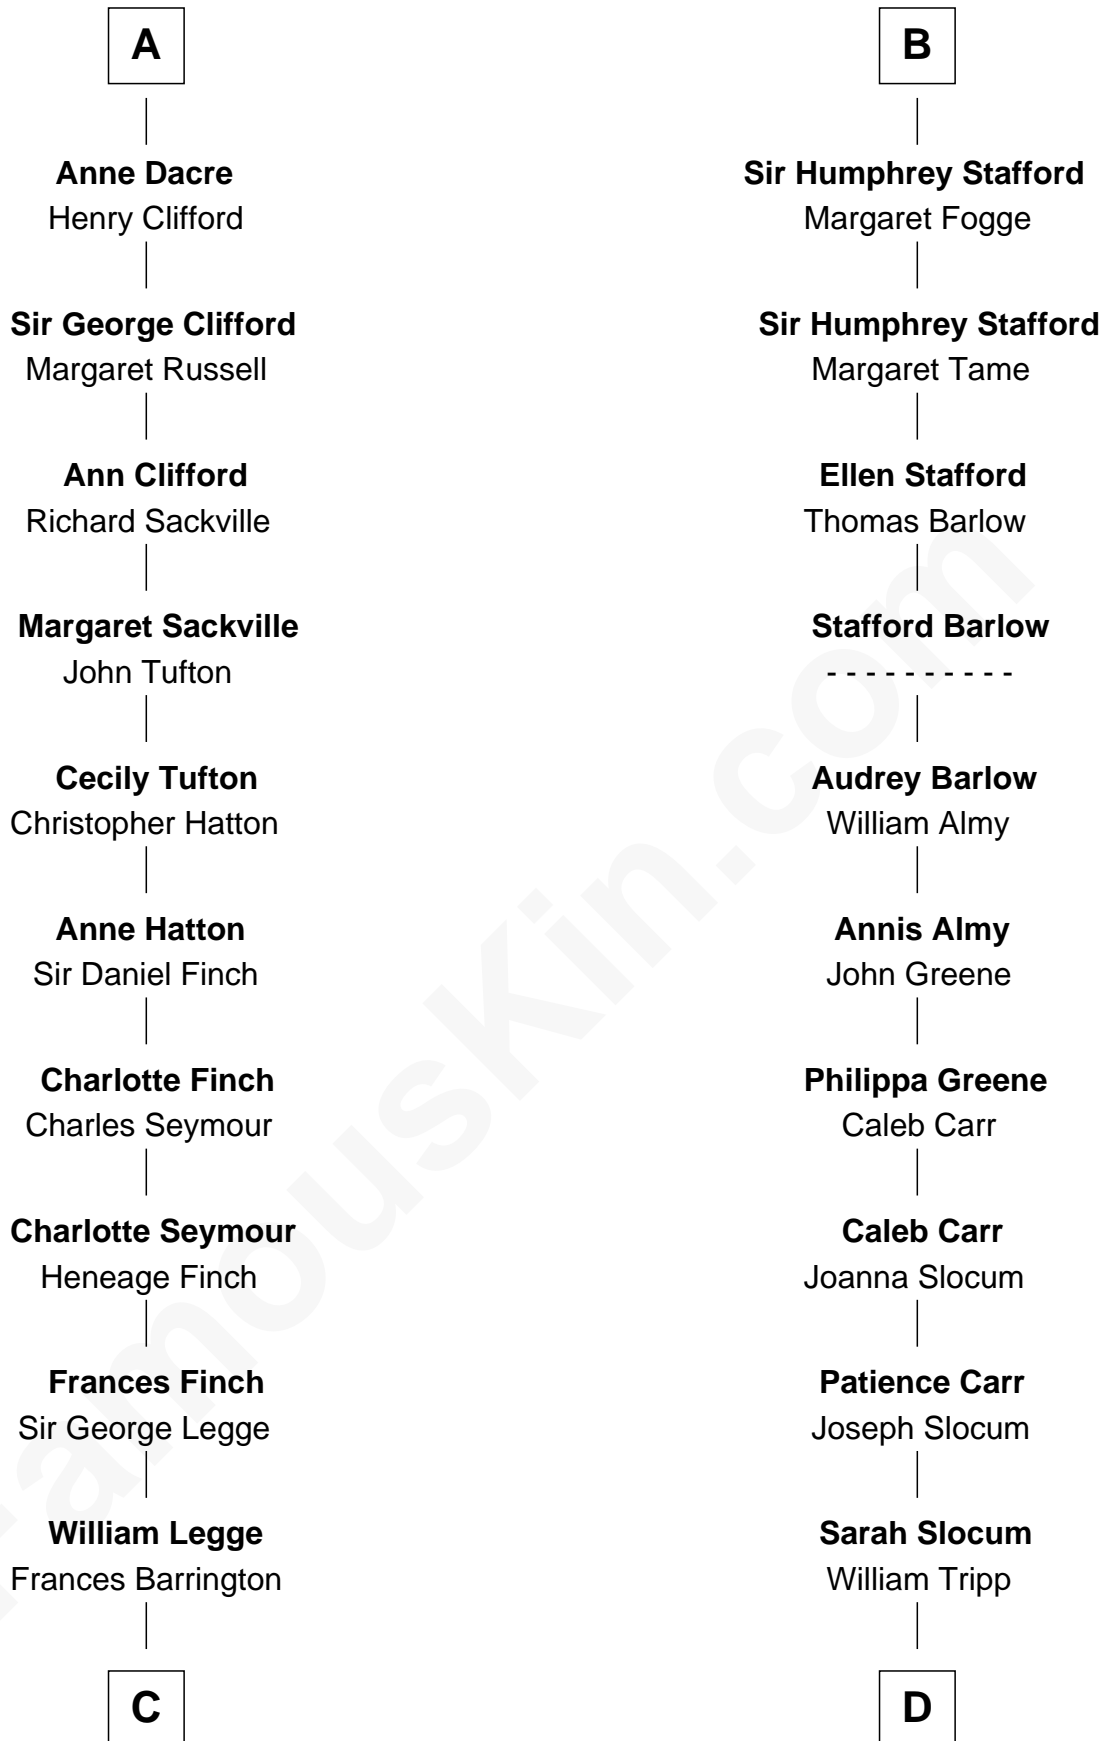 A
Anne Dacre
Henry Clifford
Sir George Clifford
Margaret Russell
Ann Clifford
Richard Sackville
Margaret Sackville
John Tufton
Cecily Tufton
Christopher Hatton
Anne Hatton
Sir Daniel Finch
Charlotte Finch
Charles Seymour
Charlotte Seymour
Heneage Finch
Frances Finch
Sir George Legge
William Legge
Frances Barrington
C
B
Sir Humphrey Stafford
Margaret Fogge
Sir Humphrey Stafford
Margaret Tame
Ellen Stafford
Thomas Barlow
Stafford Barlow
- - - - - - - - - -
Audrey Barlow
William Almy
Annis Almy
John Greene
Philippa Greene
Caleb Carr
Caleb Carr
Joanna Slocum
Patience Carr
Joseph Slocum
Sarah Slocum
William Tripp
D
FamousKin.com